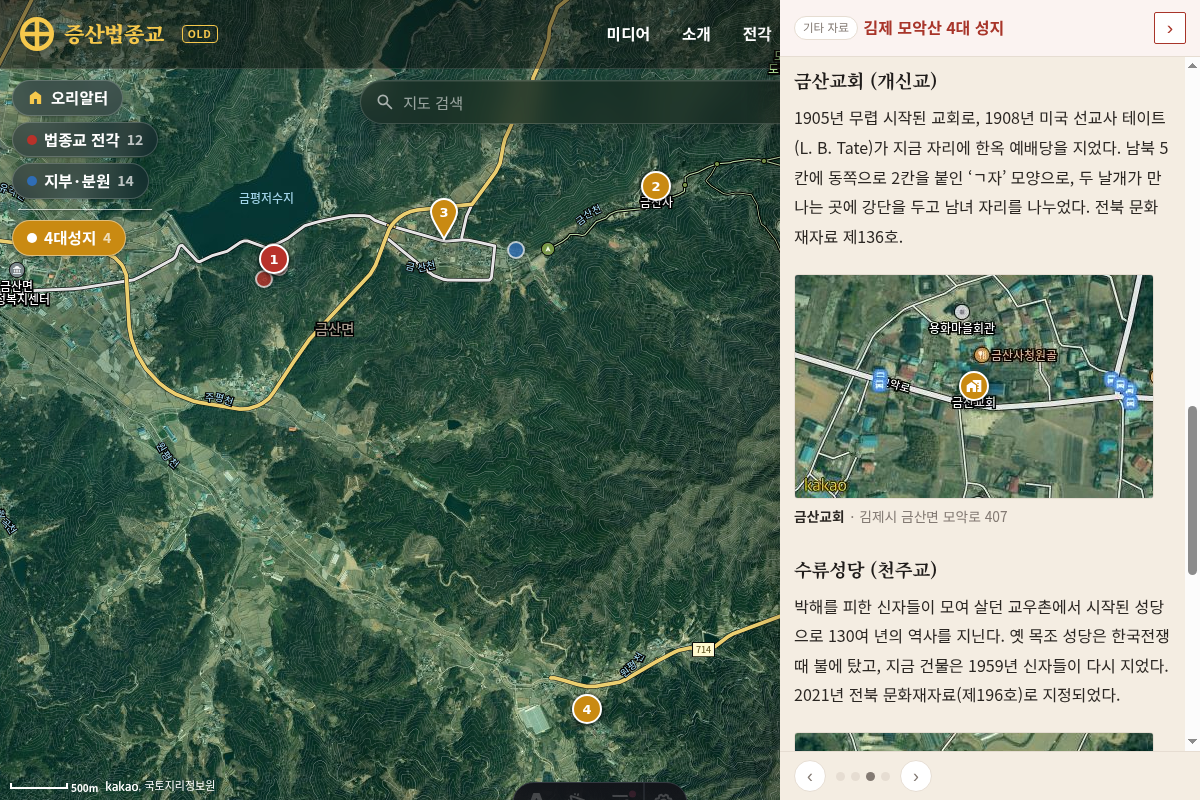 증산법종교 OLD
미디어 소개 전각
지도 검색
오리알터
법종교 전각 12
지부·분원 14
4대성지 4
금평저수지
금산사
금산천
2
3
1
금산천
금산면
금산면
주평천
원평천
원평천
714
4
500m kakao. 국토지리정보원
기타 자료 김제 모악산 4대 성지
금산교회 (개신교)
1905년 무렵 시작된 교회로, 1908년 미국 선교사 테이트
(L. B. Tate)가 지금 자리에 한옥 예배당을 지었다. 남북 5
칸에 동쪽으로 2칸을 붙인 ‘ㄱ자’ 모양으로, 두 날개가 만
나는 곳에 강단을 두고 남녀 자리를 나누었다. 전북 문화
재자료 제136호.
용화마을회관
금산사청원골
금산교회
kakao
금산교회 · 김제시 금산면 모악로 407
수류성당 (천주교)
박해를 피한 신자들이 모여 살던 교우촌에서 시작된 성당
으로 130여 년의 역사를 지닌다. 옛 목조 성당은 한국전쟁
때 불에 탔고, 지금 건물은 1959년 신자들이 다시 지었다.
2021년 전북 문화재자료(제196호)로 지정되었다.